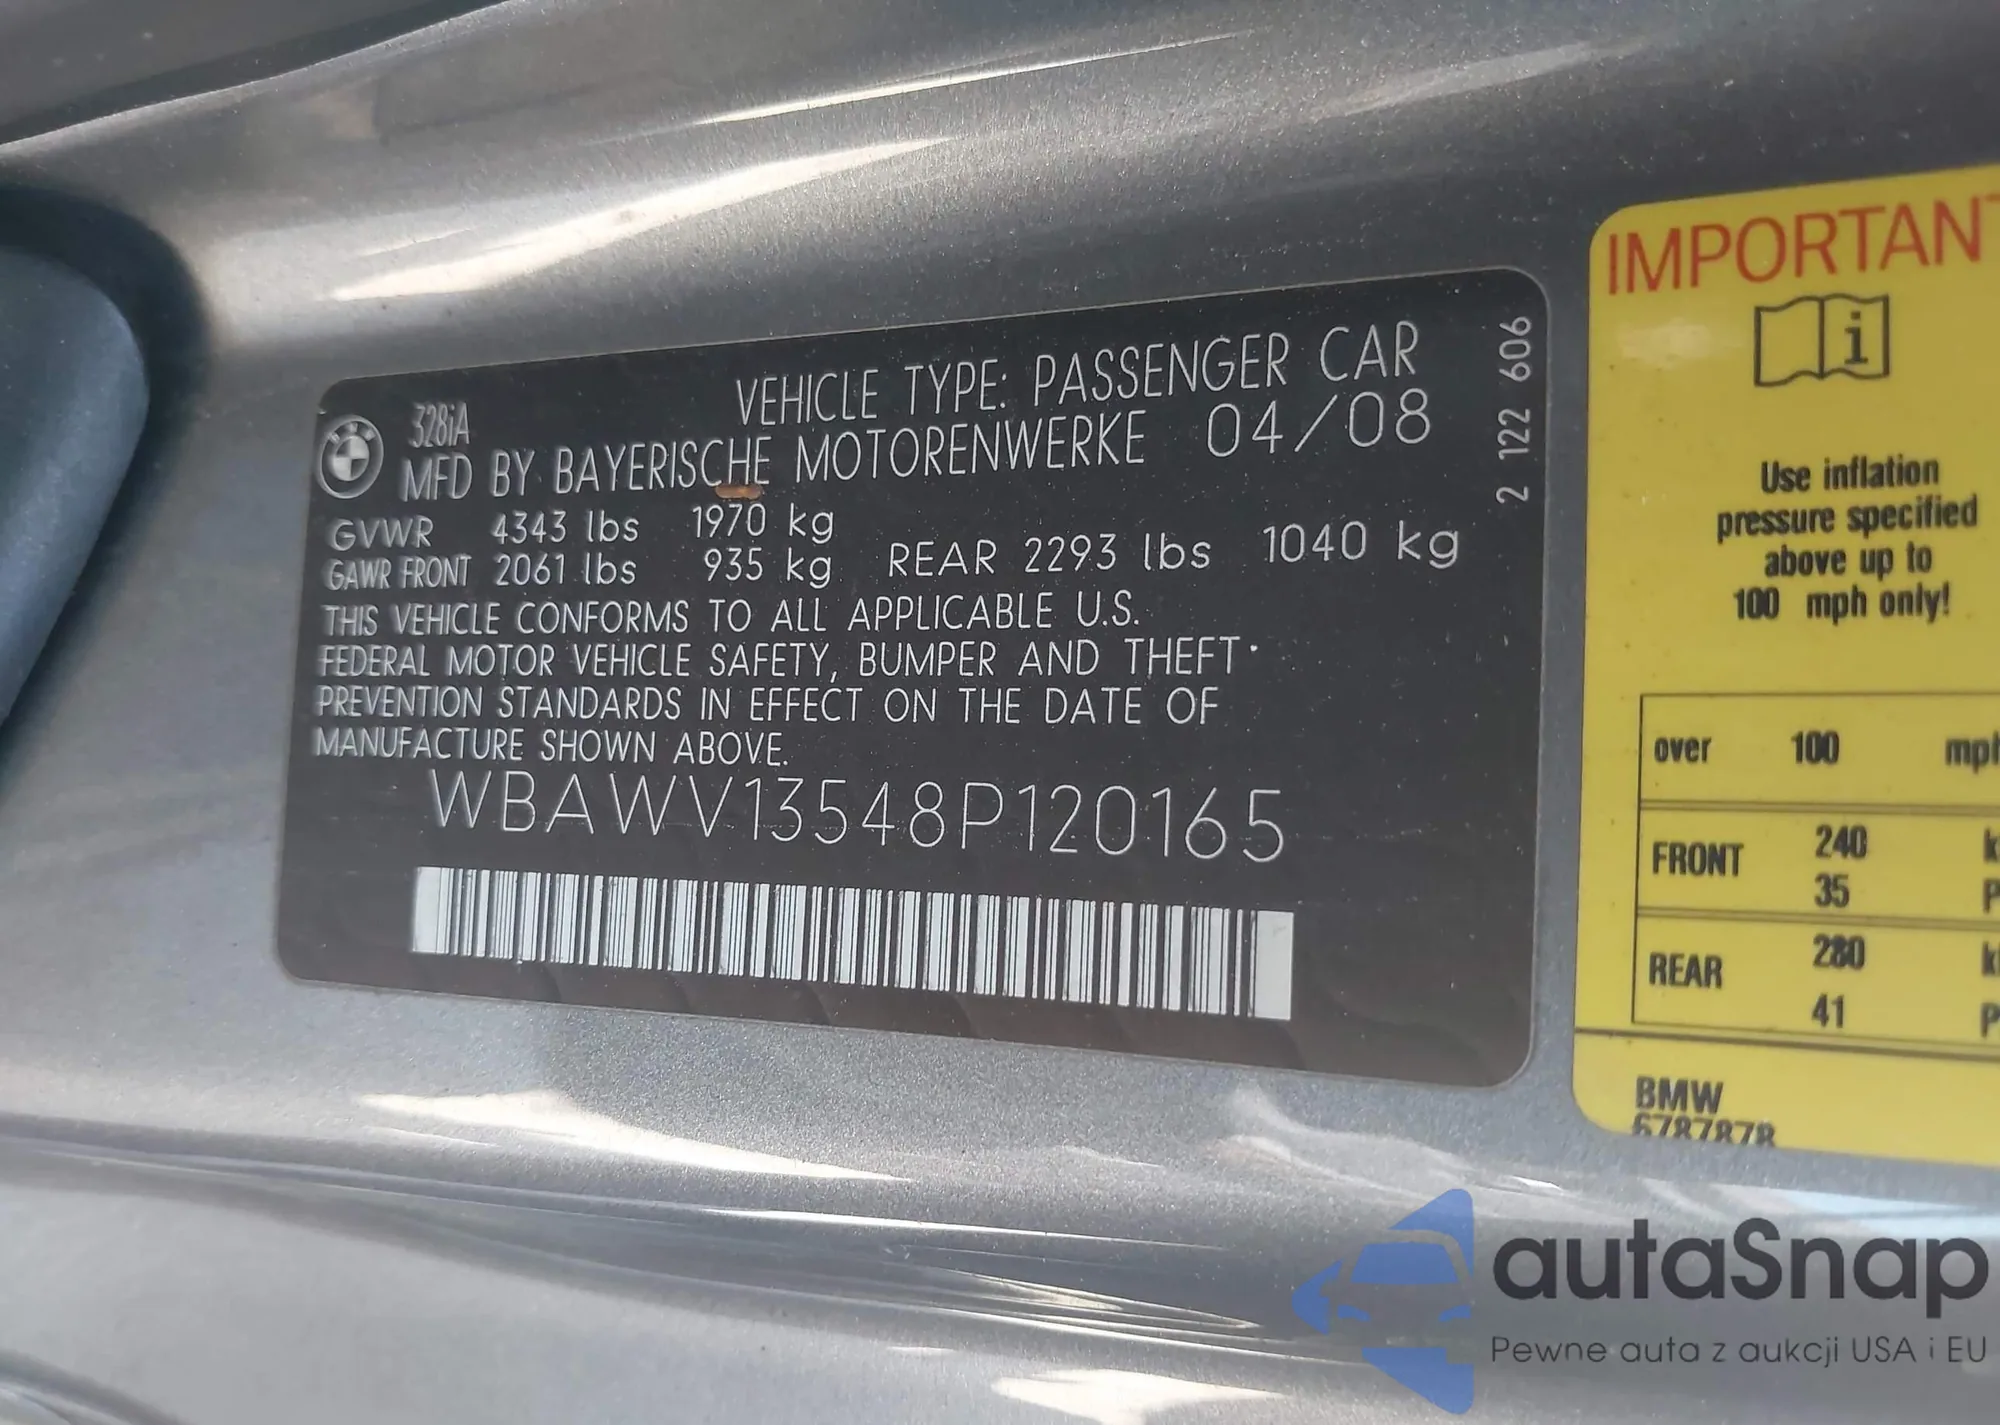 VEHICLE TYPE: PASSENGER CAR
328iA
MFD BY BAYERISCHE MOTORENWERKE 04/08
GVWR 4343 lbs 1970 kg
GAWR FRONT 2061 lbs 935 kg REAR 2293 lbs 1040 kg
THIS VEHICLE CONFORMS TO ALL APPLICABLE U.S.
FEDERAL MOTOR VEHICLE SAFETY, BUMPER AND THEFT
PREVENTION STANDARDS IN EFFECT ON THE DATE OF
MANUFACTURE SHOWN ABOVE.
WBAWV13548P120165
2 122 606
IMPORTANT
i
Use inflation
pressure specified
above up to
100 mph only!
over 100 mph
FRONT 240
35
REAR 280
41
BMW
6787878
autaSnap
Pewne auta z aukcji USA i EU